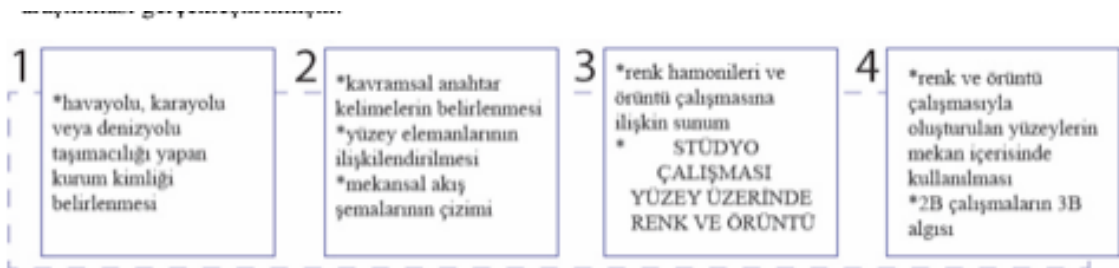 1
*havayolu, karayolu
veya denizyolu
taşımacılığı yapan
kurum kimliği
belirlenmesi
2
*kavramsal anahtar
kelimelerin belirlenmesi
*yüzey elemanlarının
ilişkilendirilmesi
*mekansal akış
şemalarının çizimi
3
*renk hamonileri ve
örüntü çalışmasına
ilişkin sunum
* STÜDYO
ÇALIŞMASI
YÜZEY ÜZERİNDE
RENK VE ÖRÜNTÜ
4
*renk ve örüntü
çalışmasıyla
oluşturulan yüzeylerin
mekan içerisinde
kullanılması
*2B çalışmaların 3B
algısı